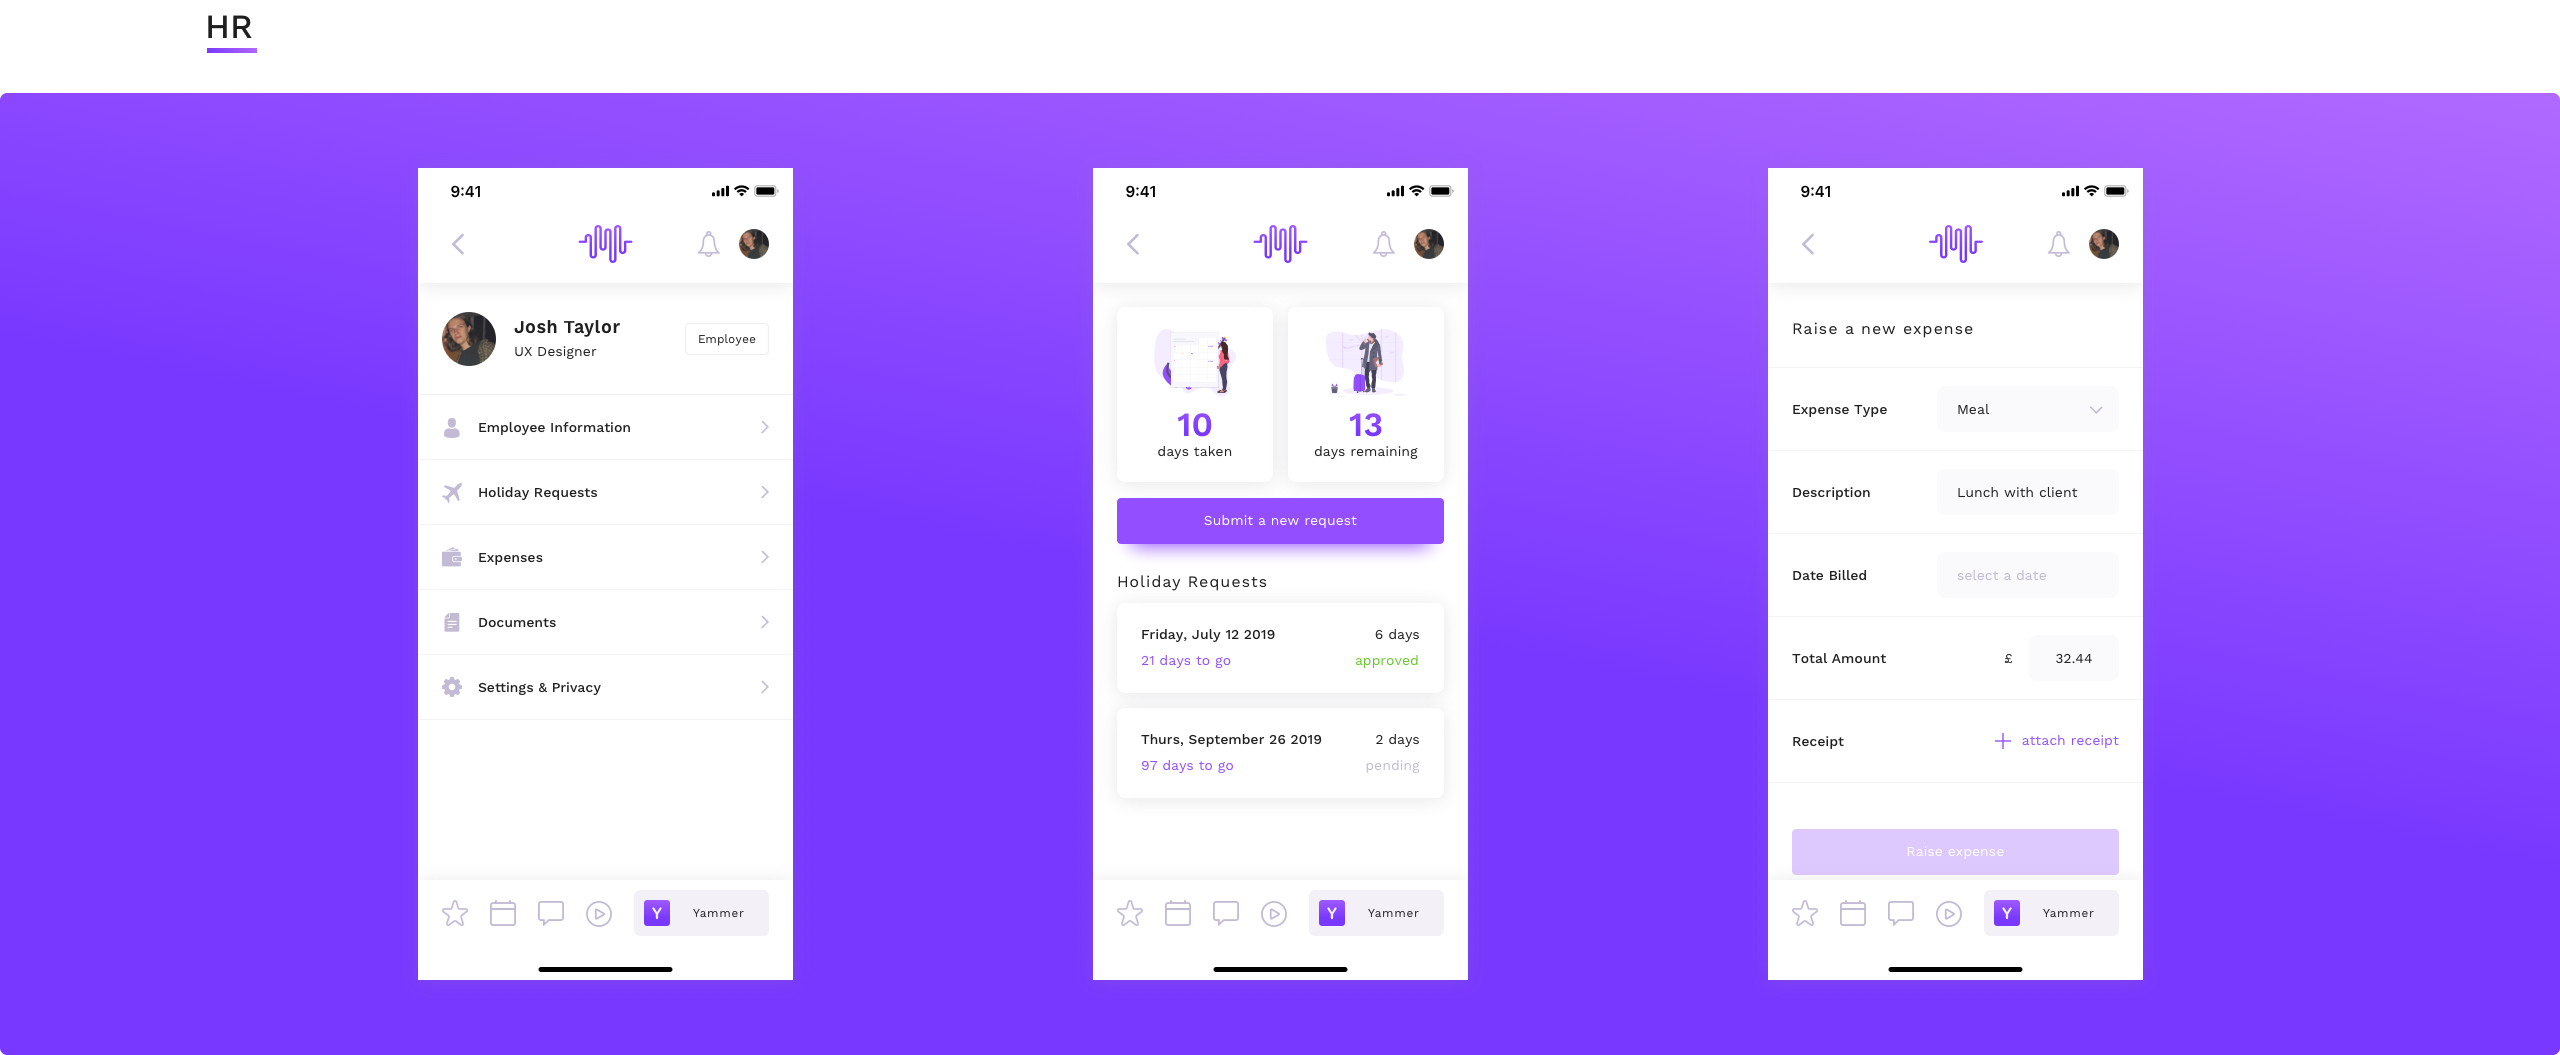 HR
9:41
Josh Taylor
UX Designer
Employee
Employee Information
Holiday Requests
Expenses
Documents
Settings & Privacy
Y Yammer
9:41
10
days taken
13
days remaining
Submit a new request
Holiday Requests
Friday, July 12 2019 6 days
21 days to go approved
Thurs, September 26 2019 2 days
97 days to go pending
Y Yammer
9:41
Raise a new expense
Expense Type Meal
Description Lunch with client
Date Billed select a date
Total Amount £ 32.44
Receipt + attach receipt
Raise expense
Y Yammer